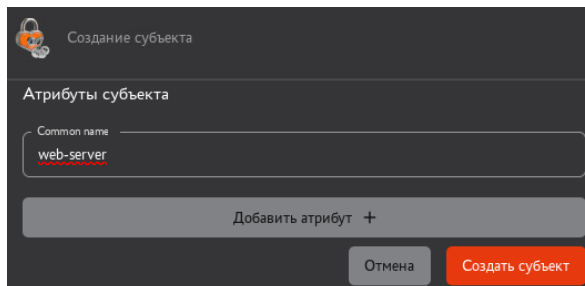 Создание субъекта
Атрибуты субъекта
Common name
web-server
Добавить атрибут +
Отмена
Создать субъект